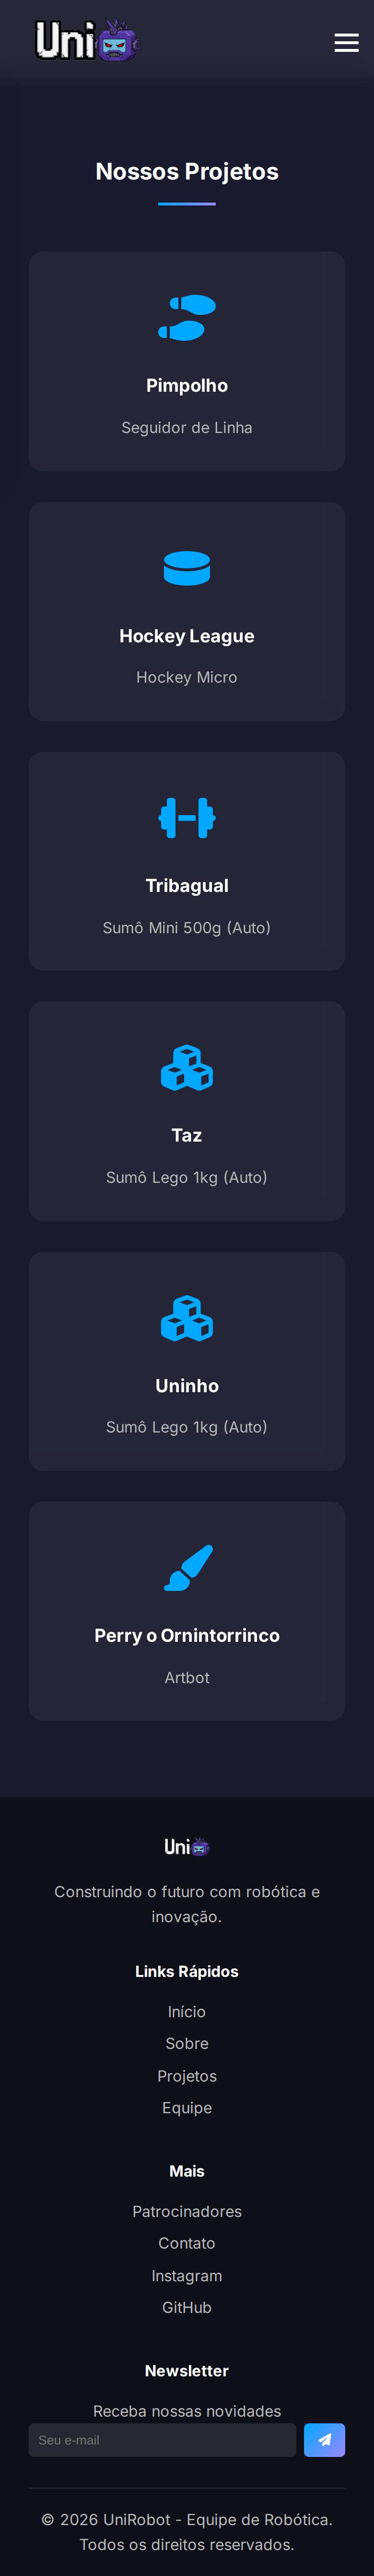 Uni
Nossos Projetos
Pimpolho
Seguidor de Linha
Hockey League
Hockey Micro
Tribagual
Sumô Mini 500g (Auto)
Taz
Sumô Lego 1kg (Auto)
Uninho
Sumô Lego 1kg (Auto)
Perry o Ornintorrinco
Artbot
Uni
Construindo o futuro com robótica e
inovação.
Links Rápidos
Início
Sobre
Projetos
Equipe
Mais
Patrocinadores
Contato
Instagram
GitHub
Newsletter
Receba nossas novidades
Seu e-mail
© 2026 UniRobot - Equipe de Robótica.
Todos os direitos reservados.